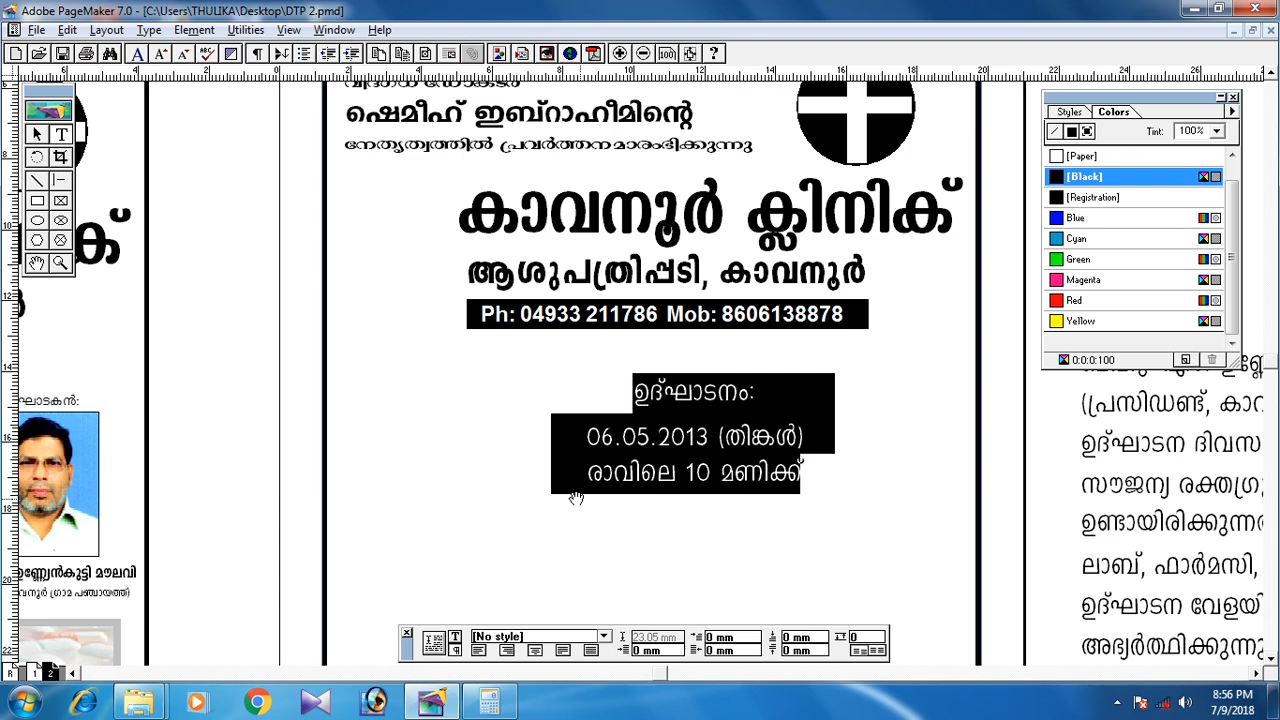 Adobe PageMaker 7.0 - [C:\Users\THULIKA\Desktop\DTP 2.pmd]
File Edit Layout Type Element Utilities View Window Help
ഷെമീഹ് ഇബ്റാഹീമിന്റെ
നേതൃത്വത്തിൽ പ്രവർത്തനമാരംഭിക്കുന്നു
കാവനൂർ ക്ലിനിക്
ആശുപത്രിപ്പടി, കാവനൂർ
Ph: 04933 211786 Mob: 8606138878
ഉദ്ഘാടനം:
06.05.2013 (തിങ്കൾ)
രാവിലെ 10 മണിക്ക്
(പ്രസിഡണ്ട്, കാവ
ഉദ്ഘാടന ദിവസ
സൗജന്യ രക്തഗ്രൂ
ഉണ്ടായിരിക്കുന്ന
ലാബ്, ഫാർമസി,
ഉദ്ഘാടന വേളയി
അഭ്യർത്ഥിക്കുന്നു
ണ്ണ്യേൻകുട്ടി മൗലവി
വനൂർ ഗ്രാമ പഞ്ചായത്ത്)
Styles Colors
Tint: 100%
[Paper]
[Black]
[Registration]
Blue
Cyan
Green
Magenta
Red
Yellow
0:0:0:100
[No style] 23.05 mm 0 mm 0 mm 0
0 mm 0 mm 0 mm
R 1 2
8:56 PM
7/9/2018